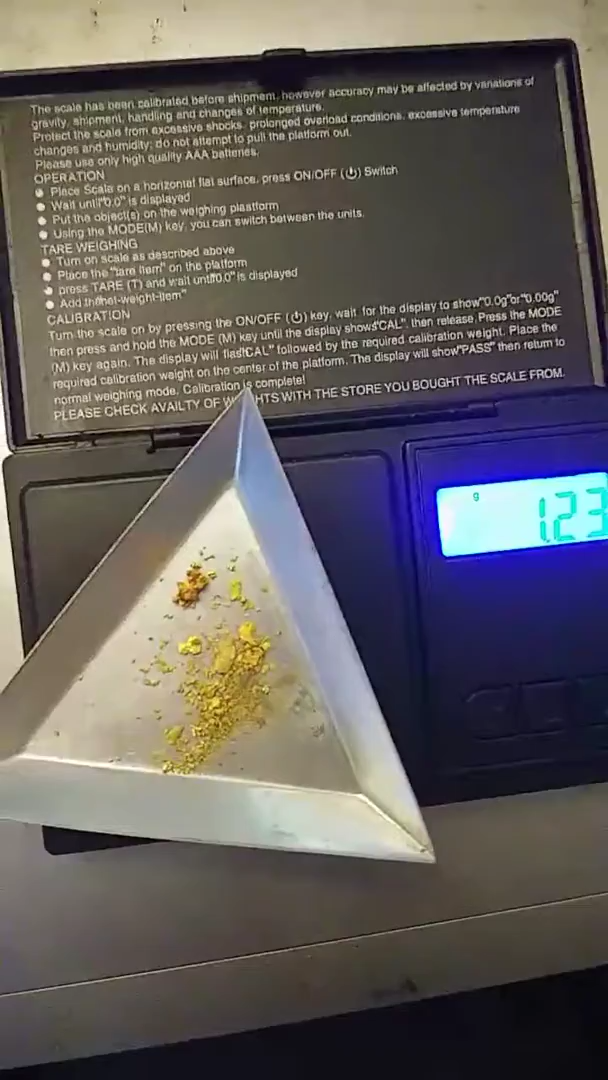 The scale has been calibrated before shipment, however accuracy may be affected by variations of
gravity, shipment, handling and changes of temperature.
Protect the scale from excessive shocks, prolonged overload conditions, excessive temperature
changes and humidity; do not attempt to pull the platform out.
Please use only high quality AAA batteries.
OPERATION
Place Scale on a horizontal flat surface, press ON/OFF (⏻) Switch
Wait until"0.0" is displayed
Put the object(s) on the weighing plastform
Using the MODE(M) key, you can switch between the units.
TARE WEIGHING
Turn on scale as described above
Place the "tare item" on the platform
press TARE (T) and wait until"0.0" is displayed
Add the"net-weight-item"
CALIBRATION
Turn the scale on by pressing the ON/OFF (⏻) key, wait for the display to show"0.0g"or"0.00g"
then press and hold the MODE (M) key until the display shows"CAL", then release. Press the MODE
(M) key again. The display will flash"CAL" followed by the required calibration weight. Place the
required calibration weight on the center of the platform. The display will show"PASS" then return to
normal weighing mode. Calibration is complete!
PLEASE CHECK AVAILTY OF HTS WITH THE STORE YOU BOUGHT THE SCALE FROM.
g
1.23